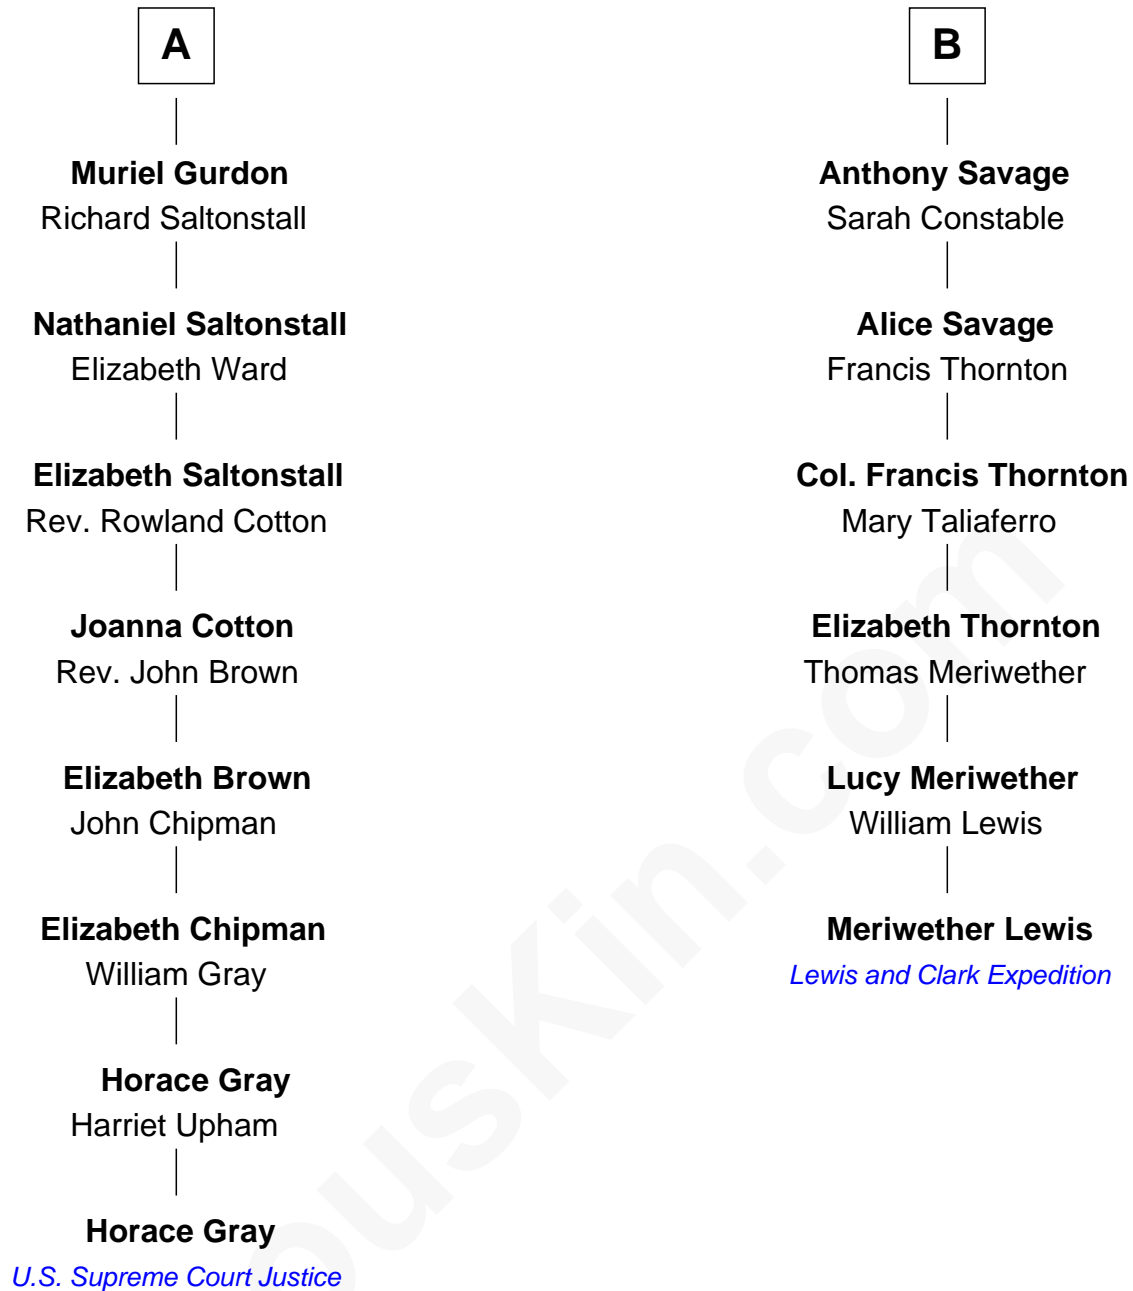 A
Muriel Gurdon
Richard Saltonstall
Nathaniel Saltonstall
Elizabeth Ward
Elizabeth Saltonstall
Rev. Rowland Cotton
Joanna Cotton
Rev. John Brown
Elizabeth Brown
John Chipman
Elizabeth Chipman
William Gray
Horace Gray
Harriet Upham
Horace Gray
U.S. Supreme Court Justice
B
Anthony Savage
Sarah Constable
Alice Savage
Francis Thornton
Col. Francis Thornton
Mary Taliaferro
Elizabeth Thornton
Thomas Meriwether
Lucy Meriwether
William Lewis
Meriwether Lewis
Lewis and Clark Expedition
ousKin.com